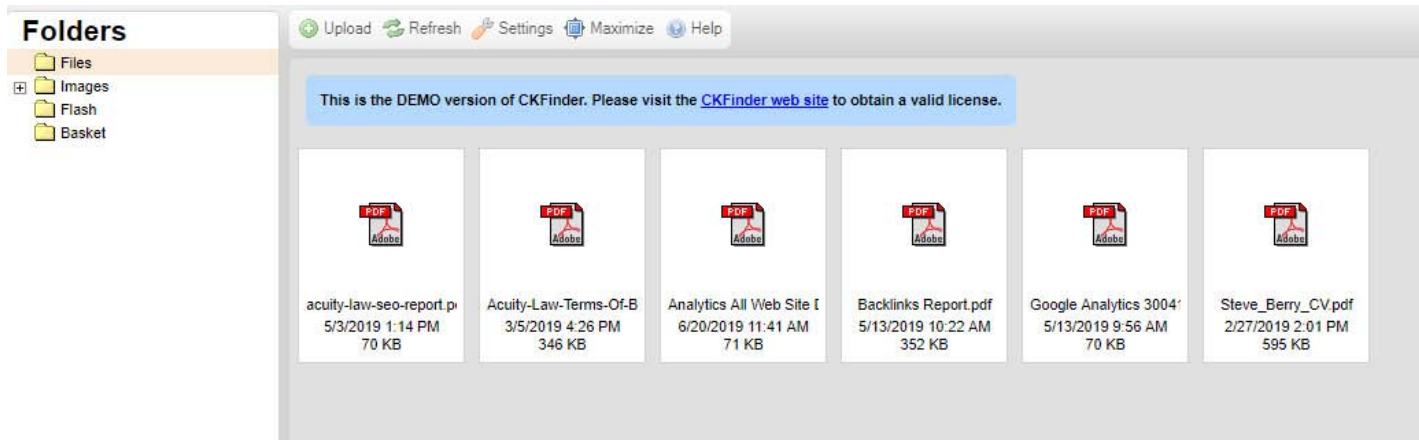 Folders
Files
Images
Flash
Basket
Upload Refresh Settings Maximize Help
This is the DEMO version of CKFinder. Please visit the CKFinder web site to obtain a valid license.
PDF
Adobe
acuity-law-seo-report.p
5/3/2019 1:14 PM
70 KB
PDF
Adobe
Acuity-Law-Terms-Of-B
3/5/2019 4:26 PM
346 KB
PDF
Adobe
Analytics All Web Site D
6/20/2019 11:41 AM
71 KB
PDF
Adobe
Backlinks Report.pdf
5/13/2019 10:22 AM
352 KB
PDF
Adobe
Google Analytics 3004
5/13/2019 9:56 AM
70 KB
PDF
Adobe
Steve_Berry_CV.pdf
2/27/2019 2:01 PM
595 KB